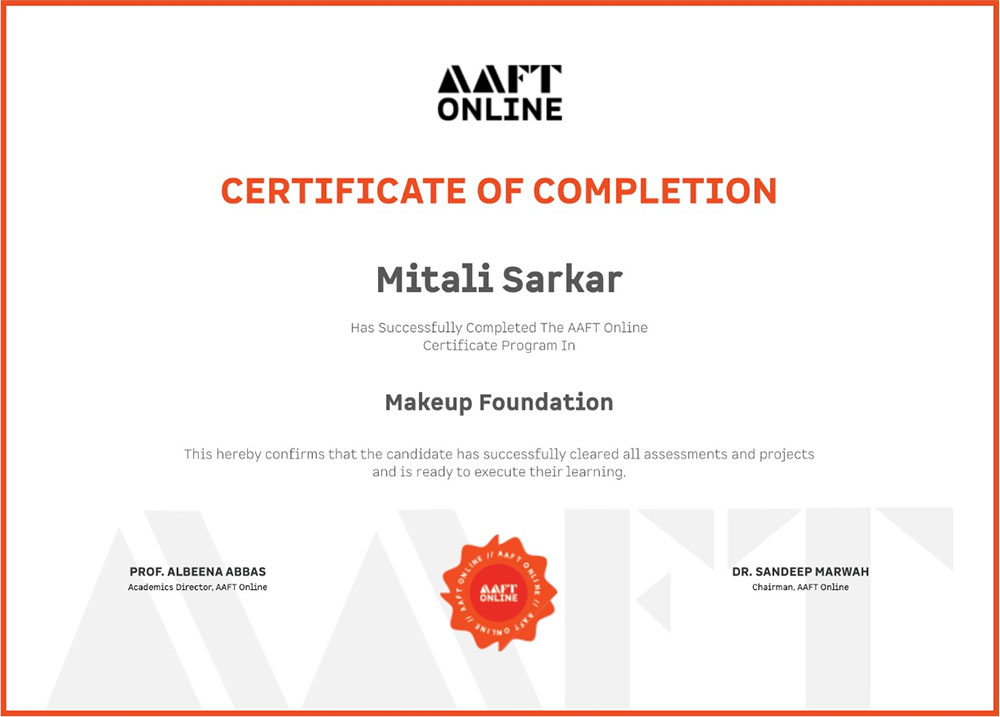 AAFT
ONLINE
CERTIFICATE OF COMPLETION
Mitali Sarkar
Has Successfully Completed The AAFT Online
Certificate Program In
Makeup Foundation
This hereby confirms that the candidate has successfully cleared all assessments and projects
and is ready to execute their learning.
AAFT
PROF. ALBEENA ABBAS
Academics Director, AAFT Online
// AAFT ONLINE // AAFT ONLINE // AAFT ONLINE
AAFT
ONLINE
DR. SANDEEP MARWAH
Chairman, AAFT Online